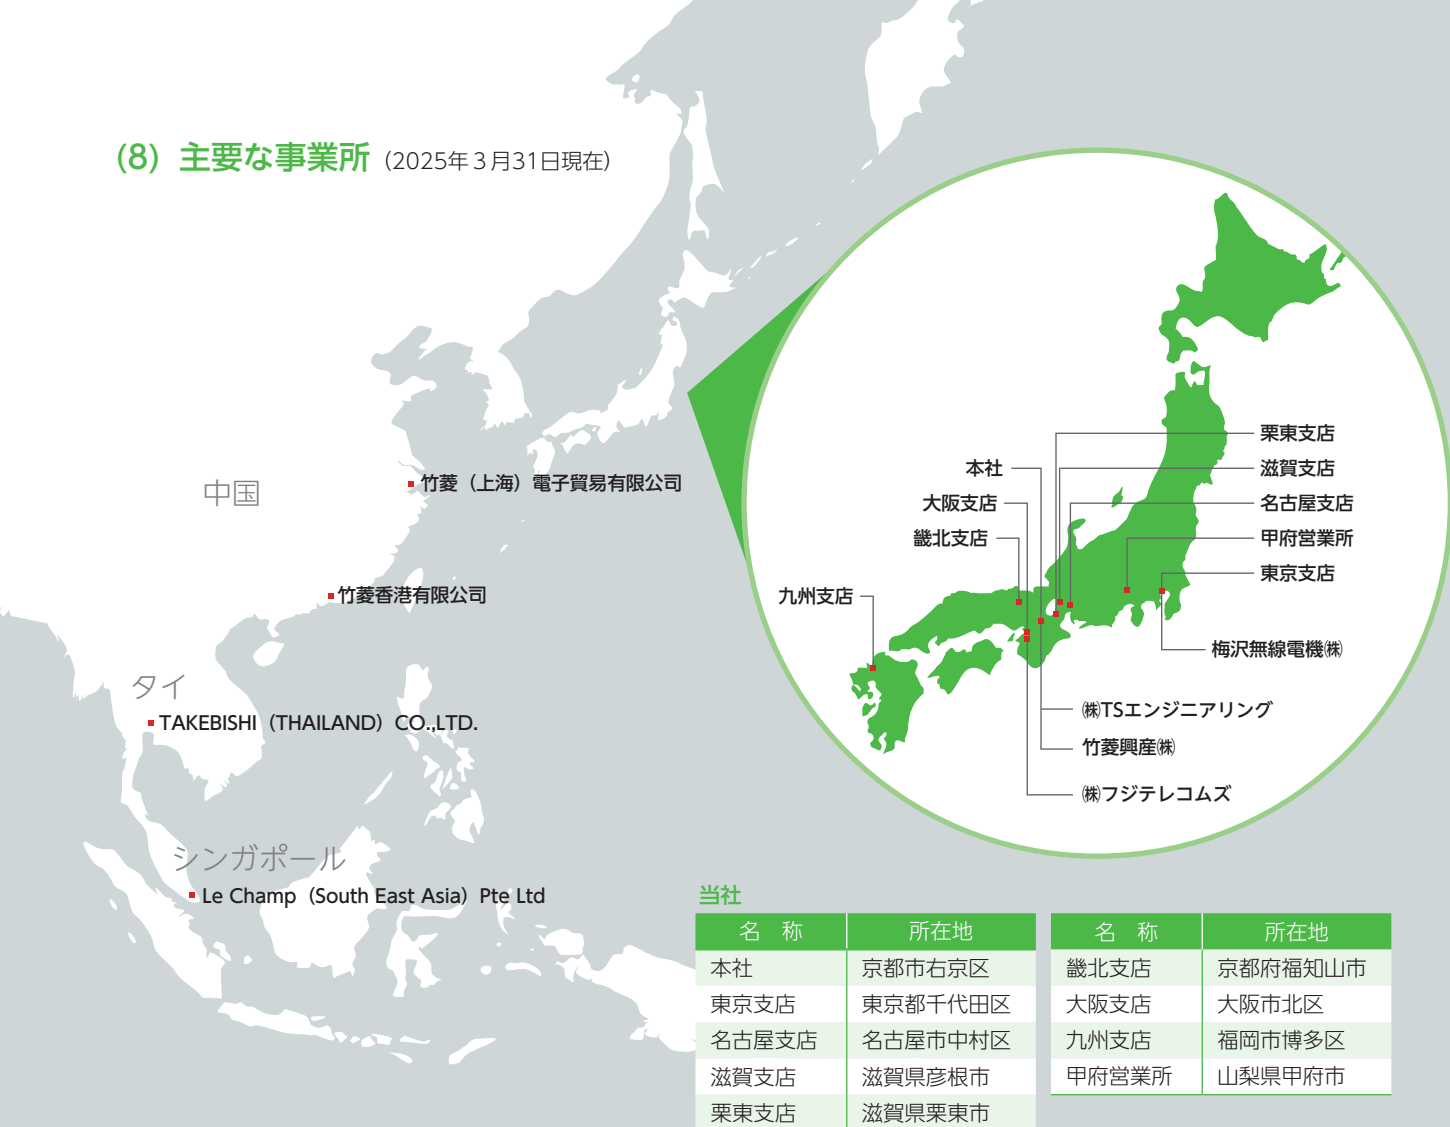 (8) 主要な事業所(2025年3月31日現在)
中国
竹菱(上海)電子貿易有限公司
竹菱香港有限公司
タイ
TAKEBISHI(THAILAND)CO.,LTD.
シンガポール
Le Champ(South East Asia)Pte Ltd
栗東支店
本社
滋賀支店
大阪支店
名古屋支店
畿北支店
甲府営業所
東京支店
九州支店
梅沢無線電機㈱
㈱TSエンジニアリング
竹菱興産㈱
㈱フジテレコムズ
当社
名 称 所在地
本社 京都市右京区
東京支店 東京都千代田区
名古屋支店 名古屋市中村区
滋賀支店 滋賀県彦根市
栗東支店 滋賀県栗東市
名 称 所在地
畿北支店 京都府福知山市
大阪支店 大阪市北区
九州支店 福岡市博多区
甲府営業所 山梨県甲府市